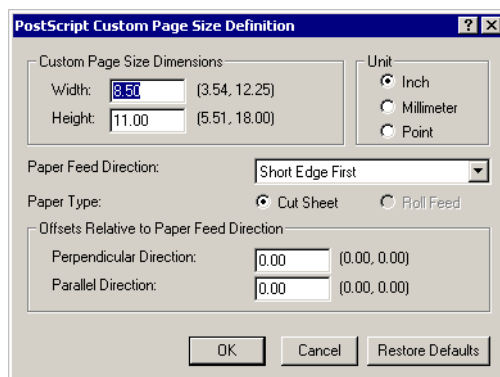 PostScript Custom Page Size Definition
Custom Page Size Dimensions
Width: 8.50 (3.54, 12.25)
Height: 11.00 (5.51, 18.00)
Unit
Inch
Millimeter
Point
Paper Feed Direction: Short Edge First
Paper Type: Cut Sheet Roll Feed
Offsets Relative to Paper Feed Direction
Perpendicular Direction: 0.00 (0.00, 0.00)
Parallel Direction: 0.00 (0.00, 0.00)
OK Cancel Restore Defaults